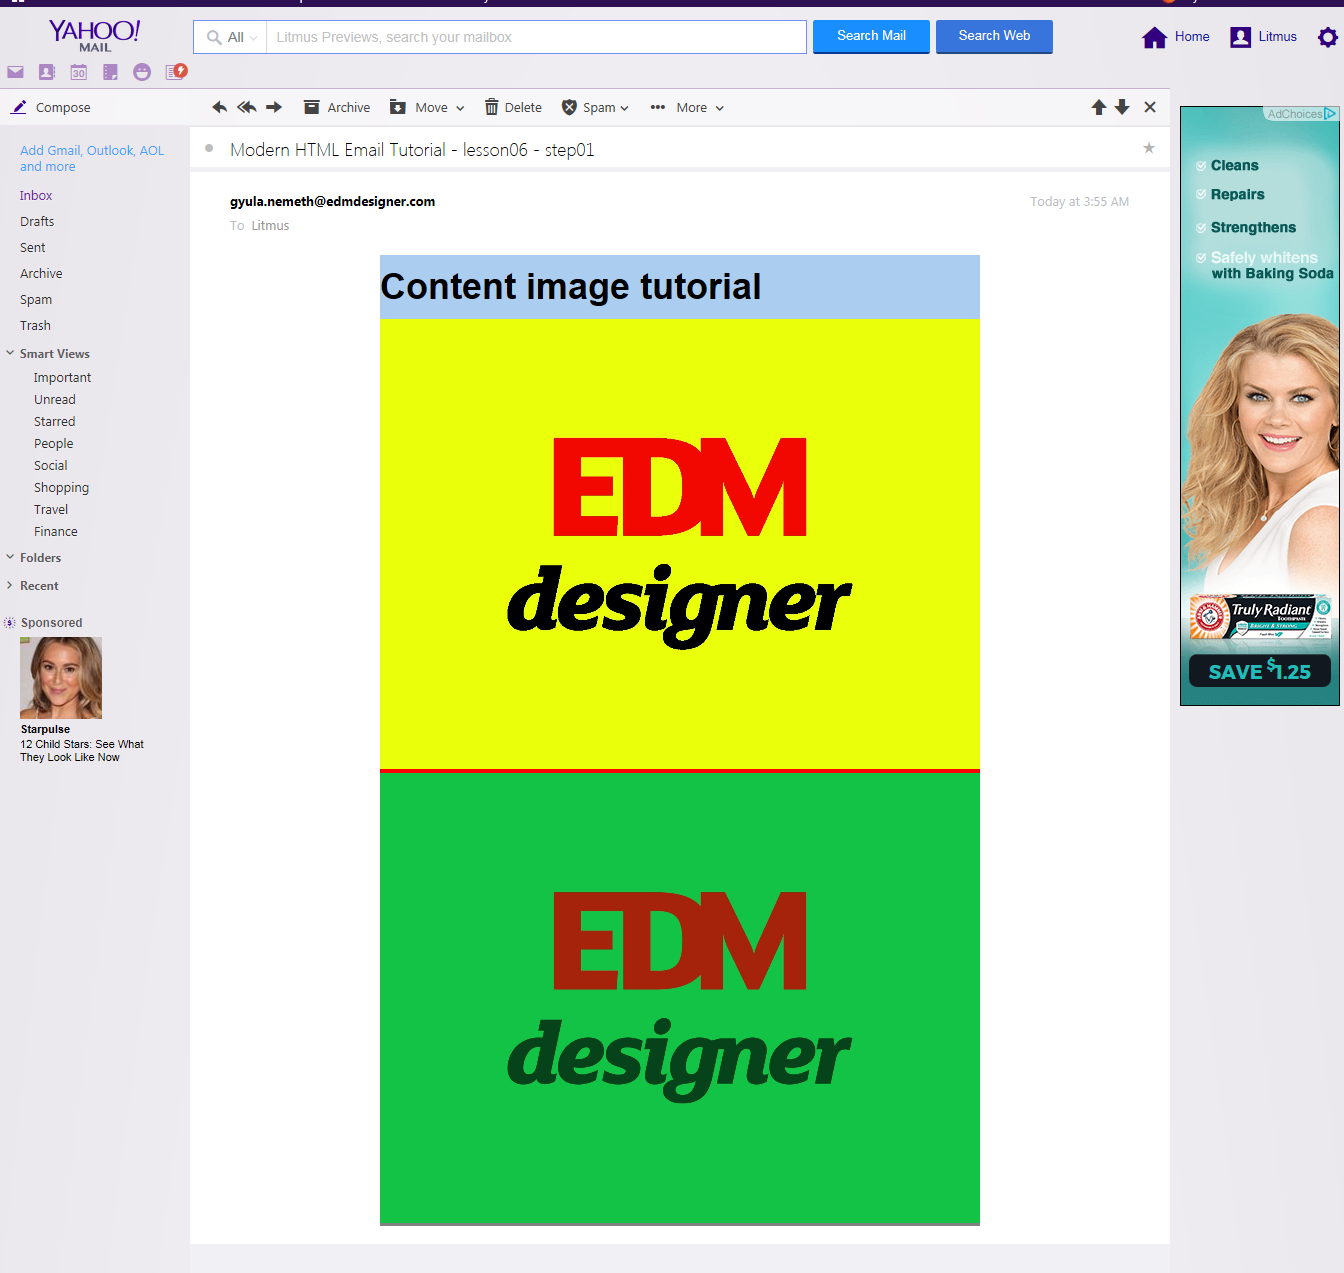 YAHOO!
MAIL
All
Litmus Previews, search your mailbox
Search Mail
Search Web
Home
Litmus
30
Compose
Archive
Move
Delete
Spam
More
Add Gmail, Outlook, AOL
and more
Inbox
Drafts
Sent
Archive
Spam
Trash
Smart Views
Important
Unread
Starred
People
Social
Shopping
Travel
Finance
Folders
Recent
Sponsored
Starpulse
12 Child Stars: See What
They Look Like Now
Modern HTML Email Tutorial - lesson06 - step01
gyula.nemeth@edmdesigner.com
Today at 3:55 AM
To Litmus
Content image tutorial
EDM
designer
EDM
designer
AdChoices
Cleans
Repairs
Strengthens
Safely whitens
with Baking Soda
Truly Radiant
TOOTHPASTE
BRIGHT & STRONG
SAVE $1.25